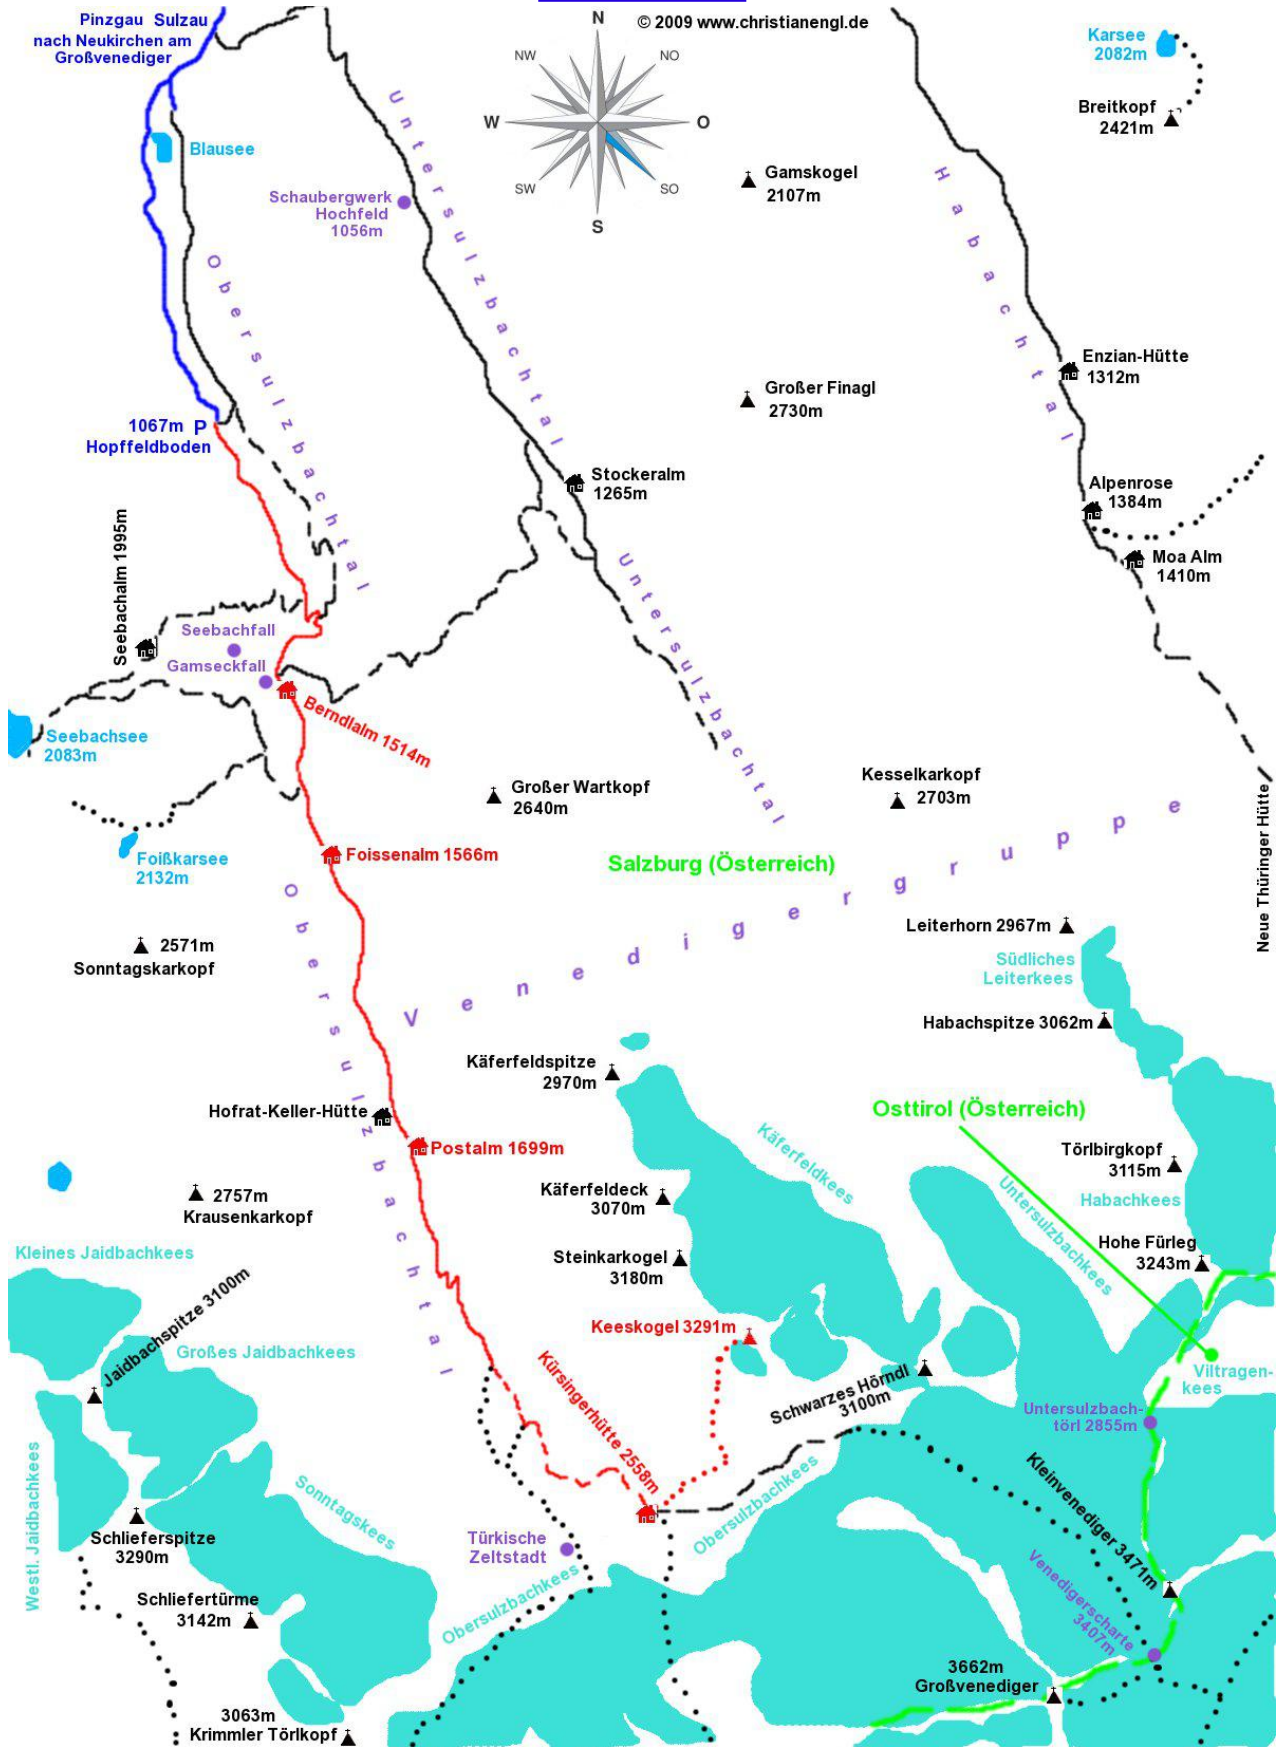 Pinzgau Sulzau
nach Neukirchen am
Großvenediger
© 2009 www.christianengl.de
N
NW
NO
W
O
SW
SO
S
Karsee
2082m
Breitkopf
2421m
Blausee
Schaubergwerk
Hochfeld
1056m
Untersulzbachtal
Gamskogel
2107m
Habachtal
Obersulzbachtal
Enzian-Hütte
1312m
Großer Finagl
2730m
1067m P
Hopffeldboden
Stockeralm
1265m
Alpenrose
1384m
Moa Alm
1410m
Seebachalm 1995m
Seebachfall
Gamseckfall
Untersulzbachtal
Berndlalm 1514m
Seebachsee
2083m
Großer Wartkopf
2640m
Kesselkarkopf
2703m
Neue Thüringer Hütte
Foißkarsee
2132m
Foissenalm 1566m
Salzburg (Österreich)
Venedigergruppe
Obersulzbachtal
2571m
Sonntagskarkopf
Leiterhorn 2967m
Südliches
Leiterkees
Habachspitze 3062m
Käferfeldspitze
2970m
Hofrat-Keller-Hütte
Postalm 1699m
Osttirol (Österreich)
Käferfeldkees
Törlbirgkopf
3115m
Habachkees
2757m
Krausenkarkopf
Käferfeldeck
3070m
Untersulzbachkees
Kleines Jaidbachkees
Steinkarkogel
3180m
Hohe Fürleg
3243m
Jaidbachspitze 3100m
Großes Jaidbachkees
Keeskogel 3291m
Kürsingerhütte 2558m
Schwarzes Hörndl
3100m
Viltragen-
kees
Untersulzbach-
törl 2855m
Westl. Jaidbachkees
Sonntagskees
Obersulzbachkees
Kleinvenediger 3471m
Schlieferspitze
3290m
Türkische
Zeltstadt
Obersulzbachkees
Venedigerscharte
3407m
Schliefertürme
3142m
3662m
Großvenediger
3063m
Krimmler Törlkopf